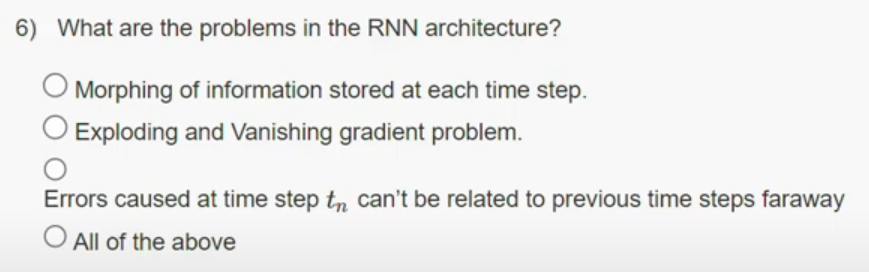 6) What are the problems in the RNN architecture?
Morphing of information stored at each time step.
Exploding and Vanishing gradient problem.
Errors caused at time step tₙ can't be related to previous time steps faraway
All of the above